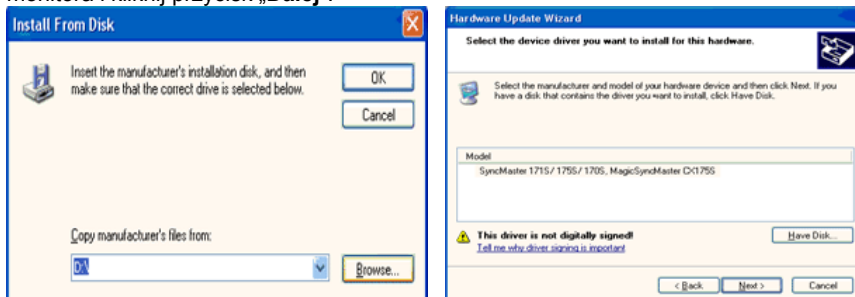 Install From Disk
Insert the manufacturer's installation disk, and then
make sure that the correct drive is selected below.
OK
Cancel
Copy manufacturer's files from:
D:\
Browse...
Hardware Update Wizard
Select the device driver you want to install for this hardware.
Select the manufacturer and model of your hardware device and then click Next. If you
have a disk that contains the driver you want to install, click Have Disk.
Model
SyncMaster 171S/ 175S/ 170S, MagicSyncMaster CX175S
This driver is not digitally signed!
Tell me why driver signing is important
Have Disk...
< Back
Next >
Cancel